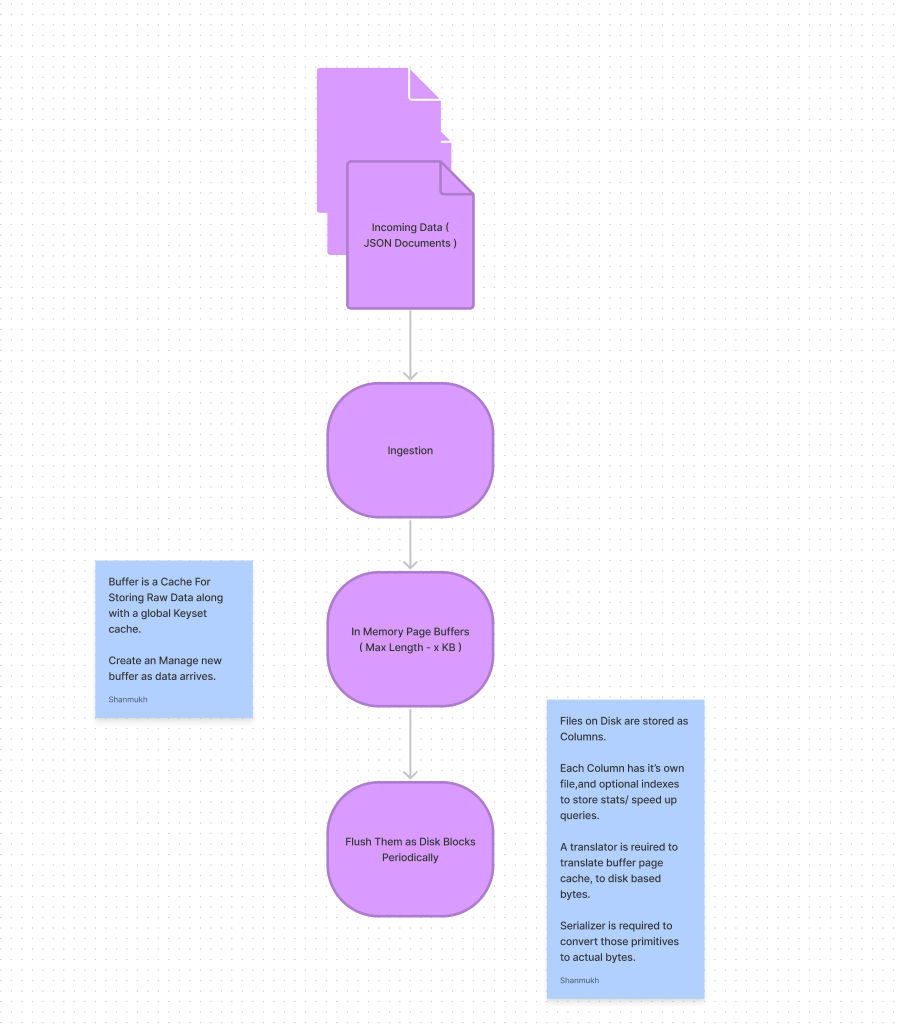 Incoming Data (
JSON Documents )
Ingestion
Buffer is a Cache For
Storing Raw Data along
with a global Keyset
cache.
Create an Manage new
buffer as data arrives.
Shanmukh
In Memory Page Buffers
( Max Length - x KB )
Files on Disk are stored as
Columns.
Each Column has it's own
file,and optional indexes
to store stats/ speed up
queries.
A translator is reuired to
translate buffer page
cache, to disk based
bytes.
Serializer is required to
convert those primitives
to actual bytes.
Shanmukh
Flush Them as Disk Blocks
Periodically